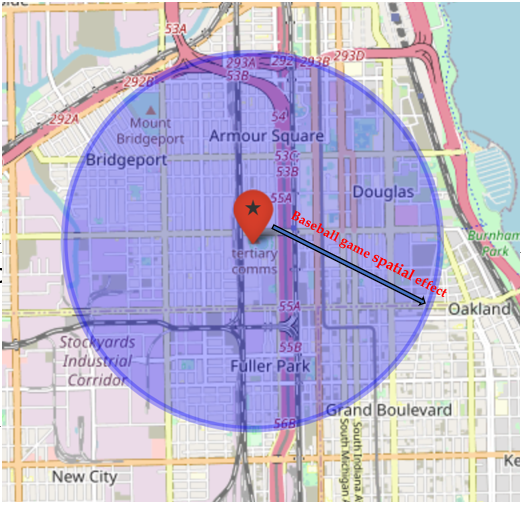 53A
293A
292
293B
293D
292B
53B
292A
54
Mount
Bridgeport
Armour Square
Bridgeport
53C
53B
Douglas
55A
Baseball game spatial effect
Burnham
Park
tertiary
comms
55A
Oakland
Stockyards
Industrial
Corridor
55B
Fuller Park
Grand Boulevard
56B
South Indiana A
South Michigan A
New City
Ke